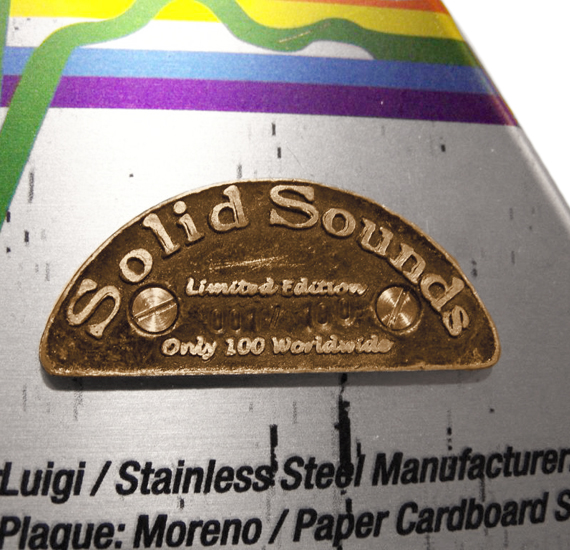 Solid Sounds
Limited Edition
Only 100 Worldwide
Luigi / Stainless Steel Manufacturer
Plaque: Moreno / Paper Cardboard S